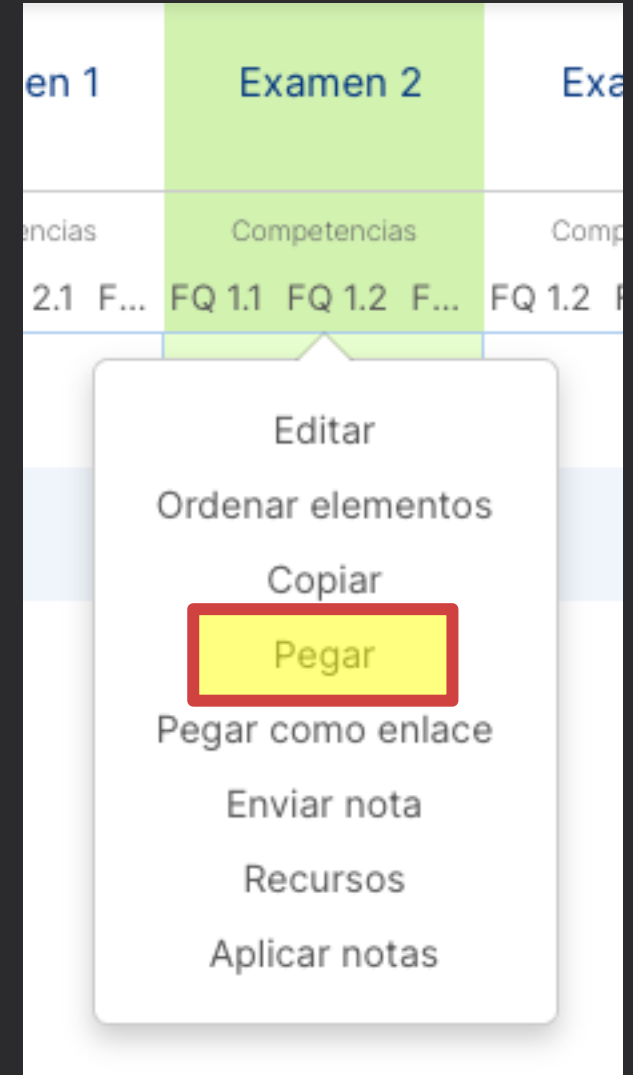 en 1 Examen 2 Exa
encias Competencias Comp
2.1 F... FQ 1.1 FQ 1.2 F... FQ 1.2
Editar
Ordenar elementos
Copiar
Pegar
Pegar como enlace
Enviar nota
Recursos
Aplicar notas